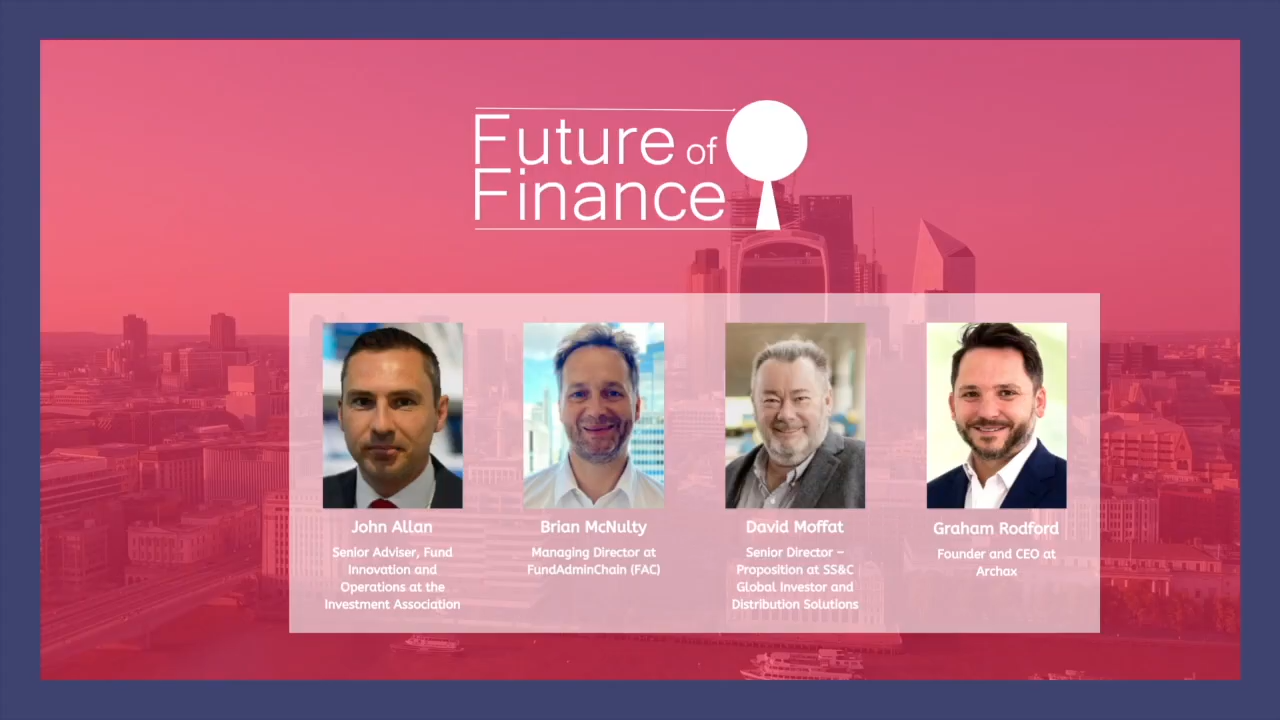 Future of
Finance
John Allan
Senior Adviser, Fund
Innovation and
Operations at the
Investment Association
Brian McNulty
Managing Director at
FundAdminChain (FAC)
David Moffat
Senior Director –
Proposition at SS&C
Global Investor and
Distribution Solutions
Graham Rodford
Founder and CEO at
Archax